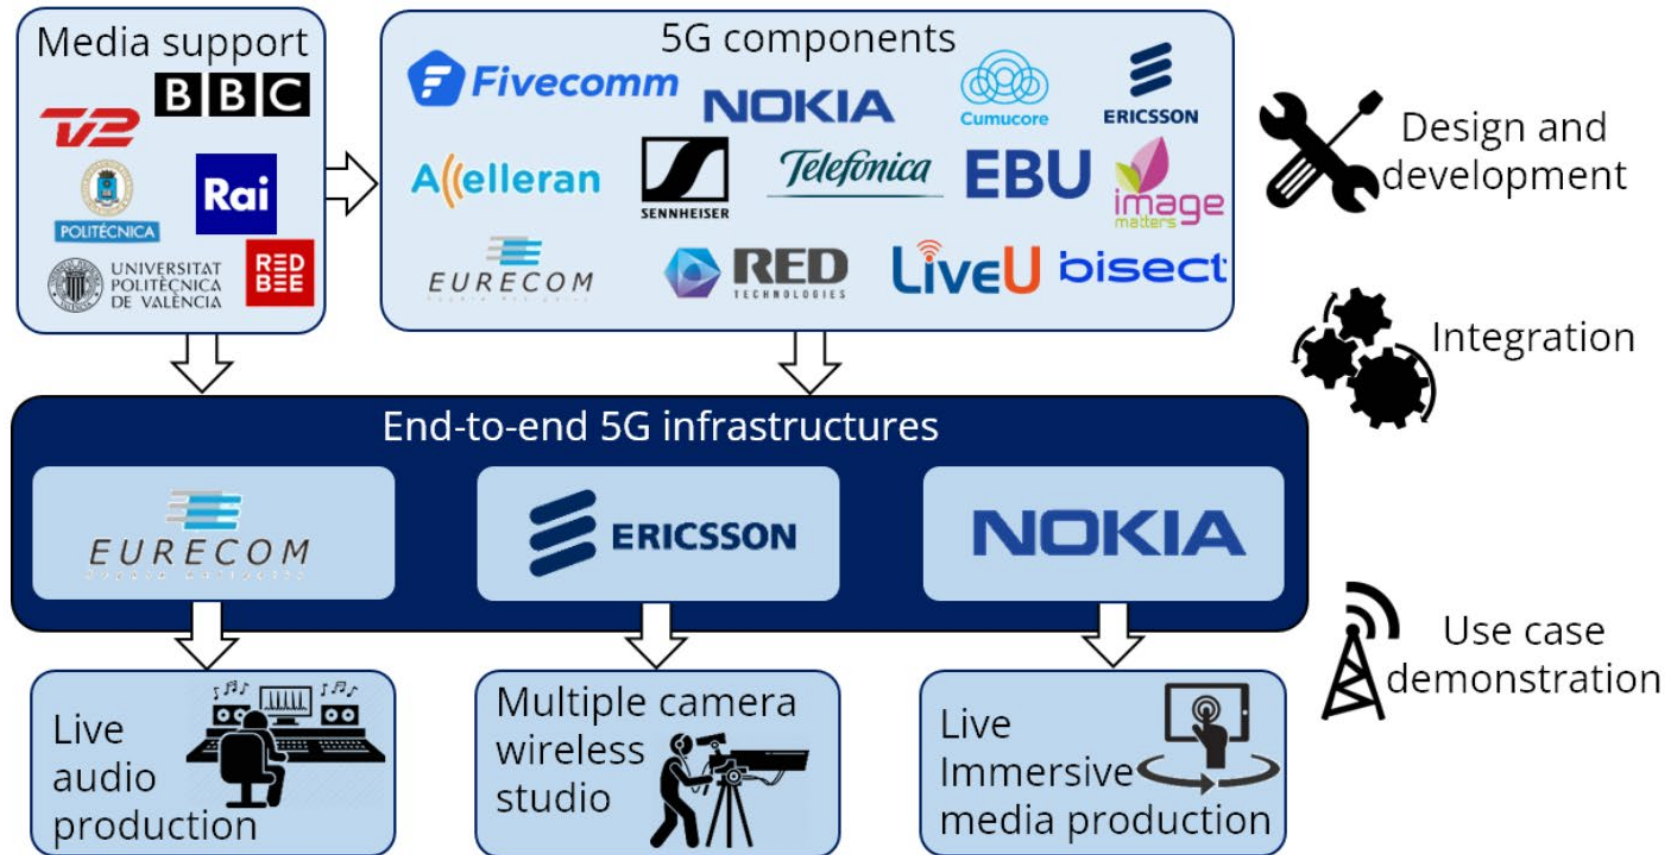 Media support
BBC
TV2
POLITÉCNICA
Rai
UNIVERSITAT
POLITÈCNICA
DE VALÈNCIA
RED
BEE
5G components
Fivecomm
NOKIA
Cumucore
ERICSSON
Accelleran
SENNHEISER
Telefónica
EBU
image
matters
EURECOM
RED
TECHNOLOGIES
LiveU
bisect
Design and
development
Integration
End-to-end 5G infrastructures
EURECOM
ERICSSON
NOKIA
Use case
demonstration
Live
audio
production
Multiple camera
wireless
studio
Live
Immersive
media production